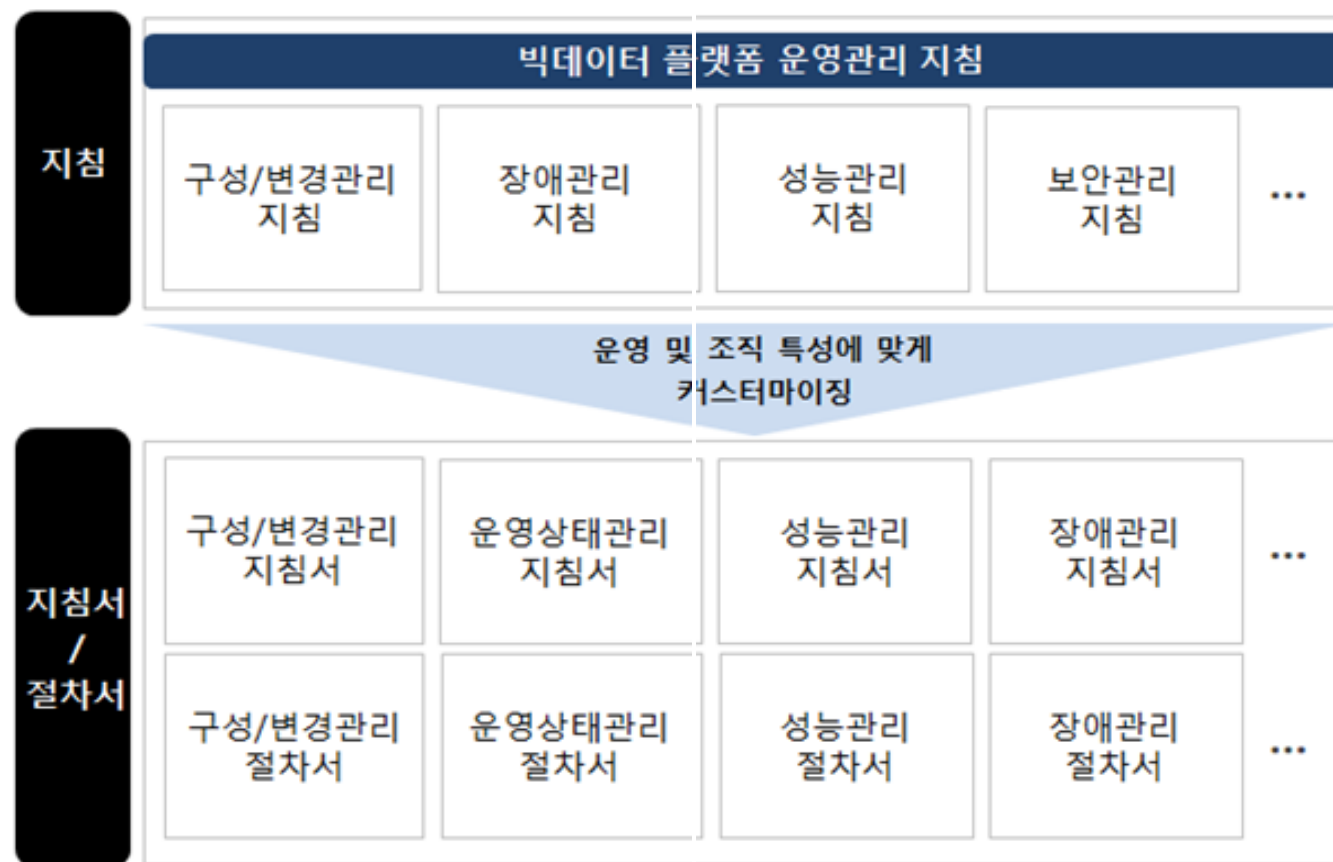 빅데이터 플랫폼 운영관리 지침
지침
구성/변경관리
지침
장애관리
지침
성능관리
지침
보안관리
지침
...
운영 및 조직 특성에 맞게
커스터마이징
지침서
/
절차서
구성/변경관리
지침서
운영상태관리
지침서
성능관리
지침서
장애관리
지침서
...
구성/변경관리
절차서
운영상태관리
절차서
성능관리
절차서
장애관리
절차서
...